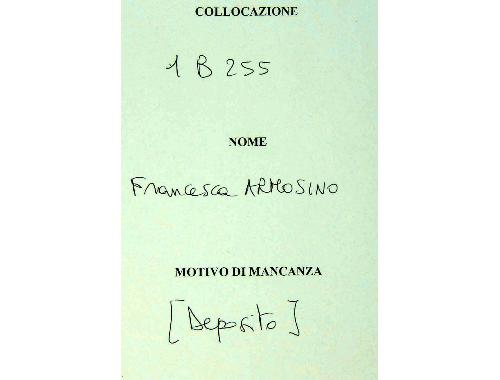 COLLOCAZIONE
1 B 255
NOME
Francesca ARMOSINO
MOTIVO DI MANCANZA
[Deposito]